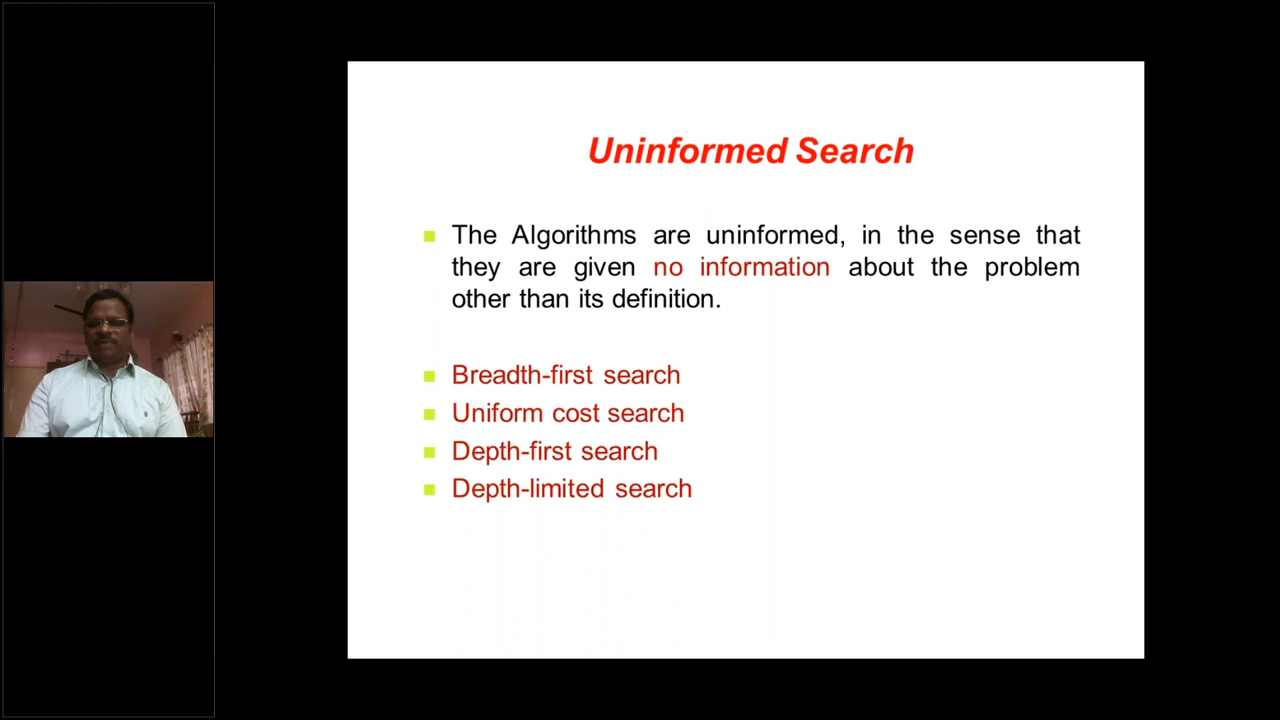 Uninformed Search
The Algorithms are uninformed, in the sense that
they are given no information about the problem
other than its definition.
Breadth-first search
Uniform cost search
Depth-first search
Depth-limited search